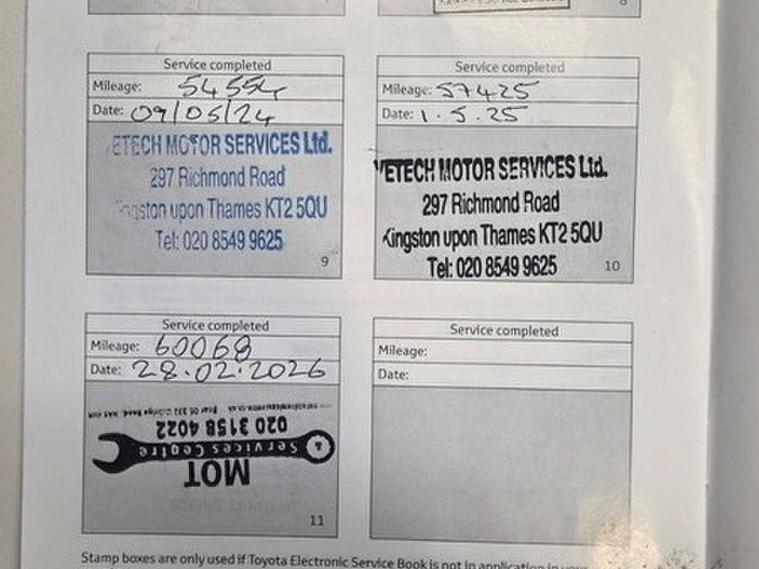 8
Service completed
Mileage: 54554
Date: 09/05/24
ETECH MOTOR SERVICES Ltd.
297 Richmond Road
ngston upon Thames KT2 5QU
Tel: 020 8549 9625
9
Service completed
Mileage: 57425
Date: 1.5.25
VETECH MOTOR SERVICES Ltd.
297 Richmond Road
Kingston upon Thames KT2 5QU
Tel: 020 8549 9625
10
Service completed
Mileage: 60068
Date: 28.02.2026
MOT
& Services Centre
020 3158 4022
11
Service completed
Mileage:
Date:
Stamp boxes are only used if Toyota Electronic Service Book is not in application in your